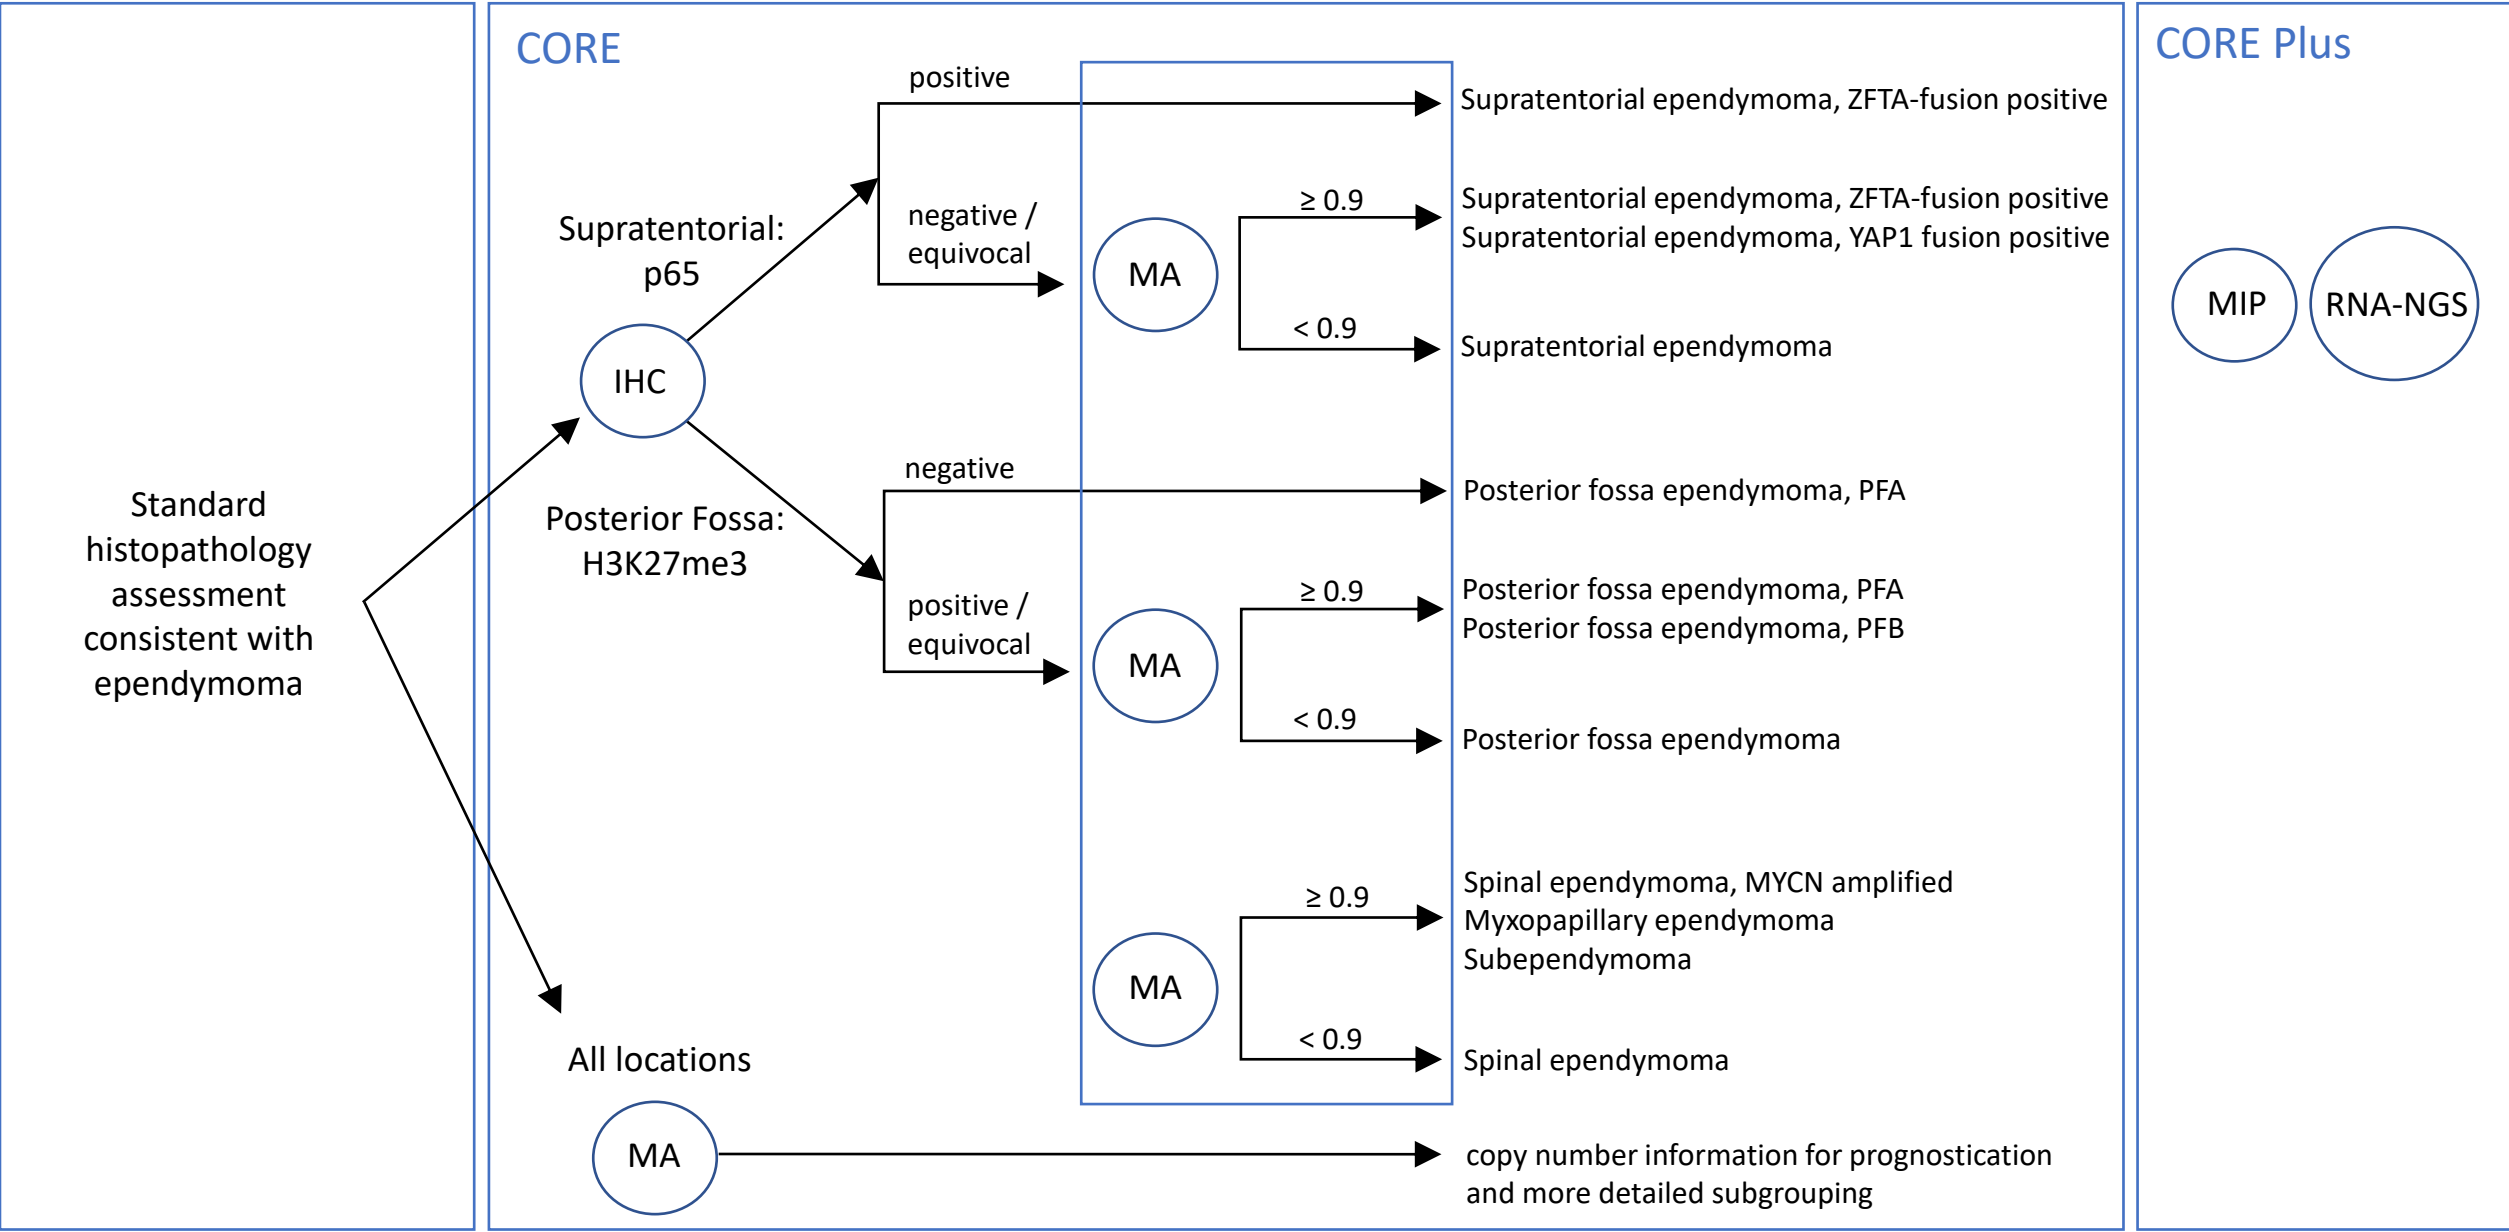 CORE
CORE Plus
Standard
histopathology
assessment
consistent with
ependymoma
IHC
Supratentorial:
p65
positive
Supratentorial ependymoma, ZFTA-fusion positive
negative /
equivocal
MA
≥ 0.9
Supratentorial ependymoma, ZFTA-fusion positive
Supratentorial ependymoma, YAP1 fusion positive
< 0.9
Supratentorial ependymoma
Posterior Fossa:
H3K27me3
negative
Posterior fossa ependymoma, PFA
positive /
equivocal
MA
≥ 0.9
Posterior fossa ependymoma, PFA
Posterior fossa ependymoma, PFB
< 0.9
Posterior fossa ependymoma
MA
≥ 0.9
Spinal ependymoma, MYCN amplified
Myxopapillary ependymoma
Subependymoma
< 0.9
Spinal ependymoma
All locations
MA
copy number information for prognostication
and more detailed subgrouping
MIP
RNA-NGS